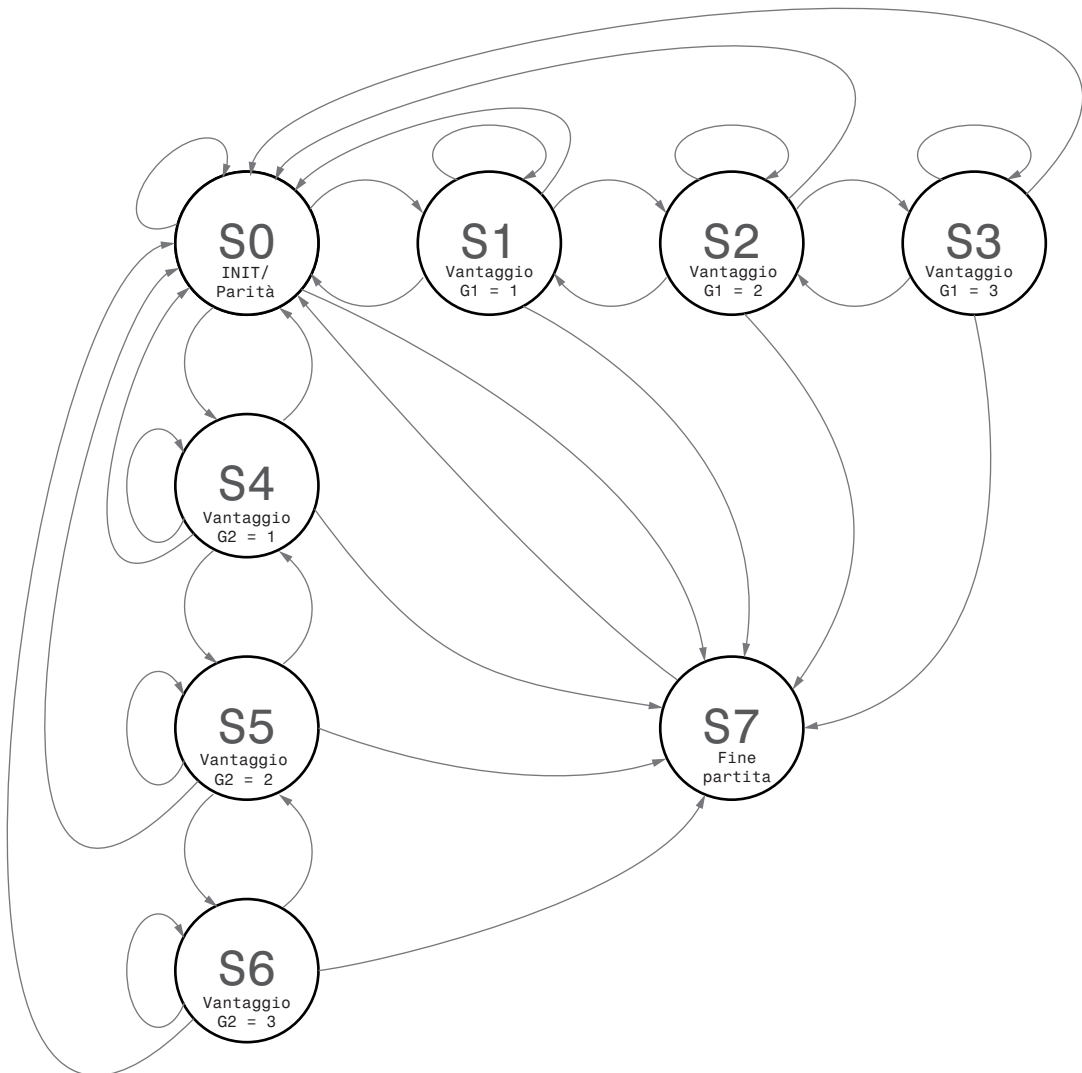 S0
INIT/
Parità
S1
Vantaggio
G1 = 1
S2
Vantaggio
G1 = 2
S3
Vantaggio
G1 = 3
S4
Vantaggio
G2 = 1
S5
Vantaggio
G2 = 2
S7
Fine
partita
S6
Vantaggio
G2 = 3